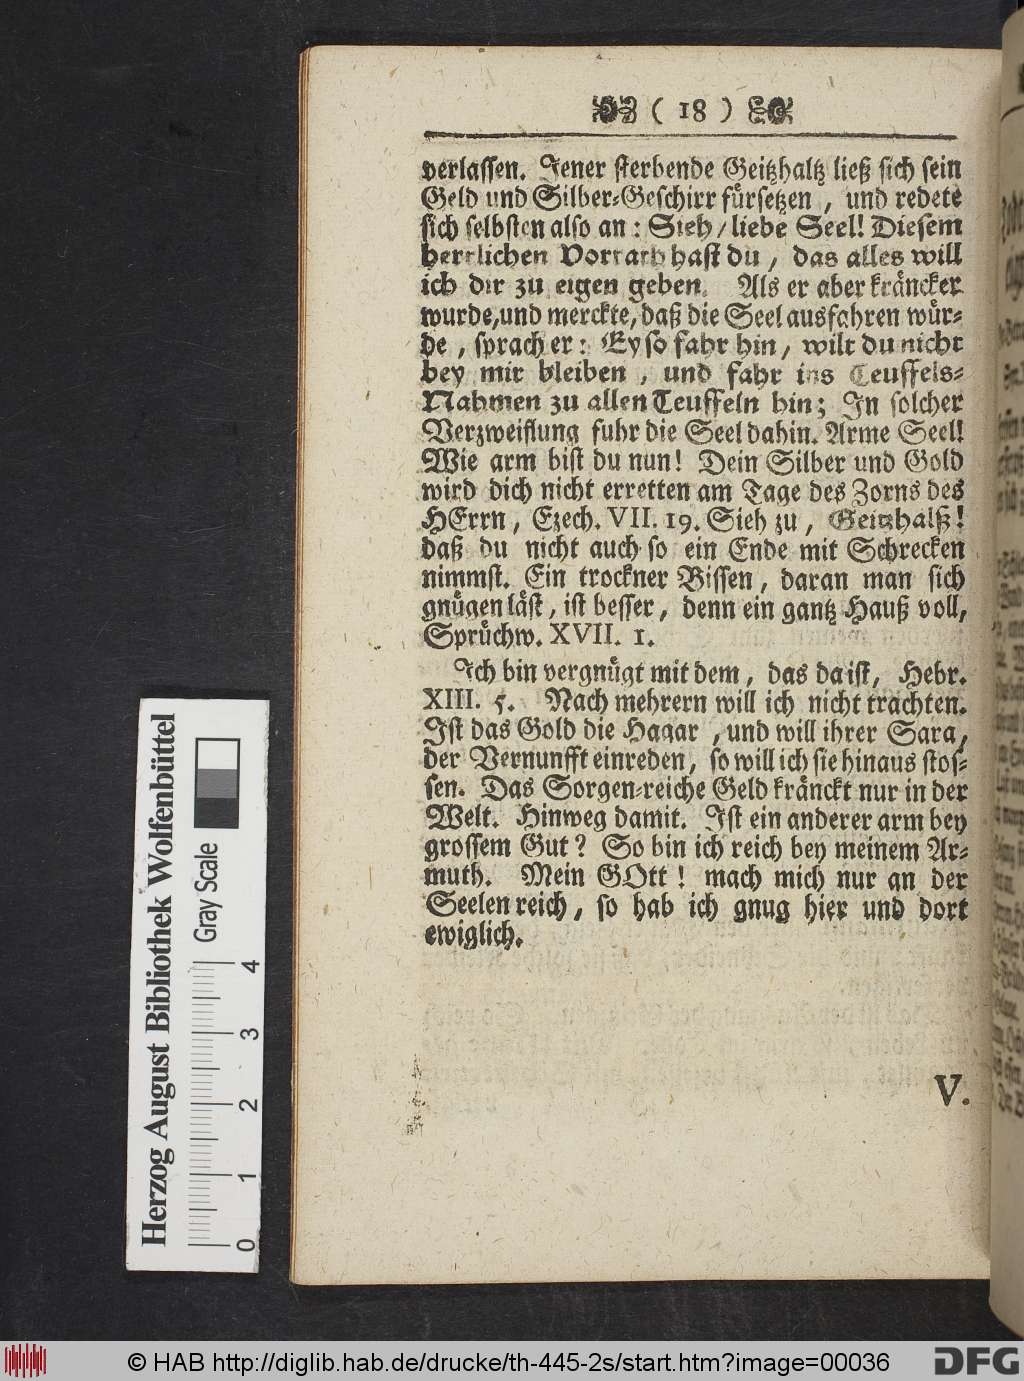 ( 18 )
verlassen. Jener sterbende Geitzhaltz ließ sich sein
Geld und Silber-Geschirr fürsetzen, und redete
sich selbsten also an: Sieh / liebe Seel! Diesem
herrlichen Vorrath hast du, das alles will
ich dir zu eigen geben. Als er aber kräncker
wurde, und merckte, daß die Seel ausfahren wür-
de, sprach er: Ey so fahr hin, wilt du nicht
bey mir bleiben, und fahr ins Teuffels-
Nahmen zu allen Teuffeln hin; In solcher
Verzweiflung fuhr die Seel dahin. Arme Seel!
Wie arm bist du nun! Dein Silber und Gold
wird dich nicht erretten am Tage des Zorns des
HErrn, Ezech. VII. 19. Sieh zu, Geitzhalß!
daß du nicht auch so ein Ende mit Schrecken
nimmst. Ein trockner Bissen, daran man sich
gnügen läst, ist besser, denn ein gantz Hauß voll,
Sprüchw. XVII. 1.
Ich bin vergnügt mit dem, das da ist, Hebr.
XIII. 5. Nach mehrern will ich nicht trachten.
Ist das Gold die Hagar, und will ihrer Sara,
der Vernunfft einreden, so will ich sie hinaus stos-
sen. Das Sorgen-reiche Geld kränckt nur in der
Welt. Hinweg damit. Ist ein anderer arm bey
grossem Gut? So bin ich reich bey meinem Ar-
muth. Mein GOtt! mach mich nur an der
Seelen reich, so hab ich gnug hier und dort
ewiglich.
V.
Herzog August Bibliothek Wolfenbüttel
Gray Scale
0 1 2 3 4
© HAB http://diglib.hab.de/drucke/th-445-2s/start.htm?image=00036
DFG